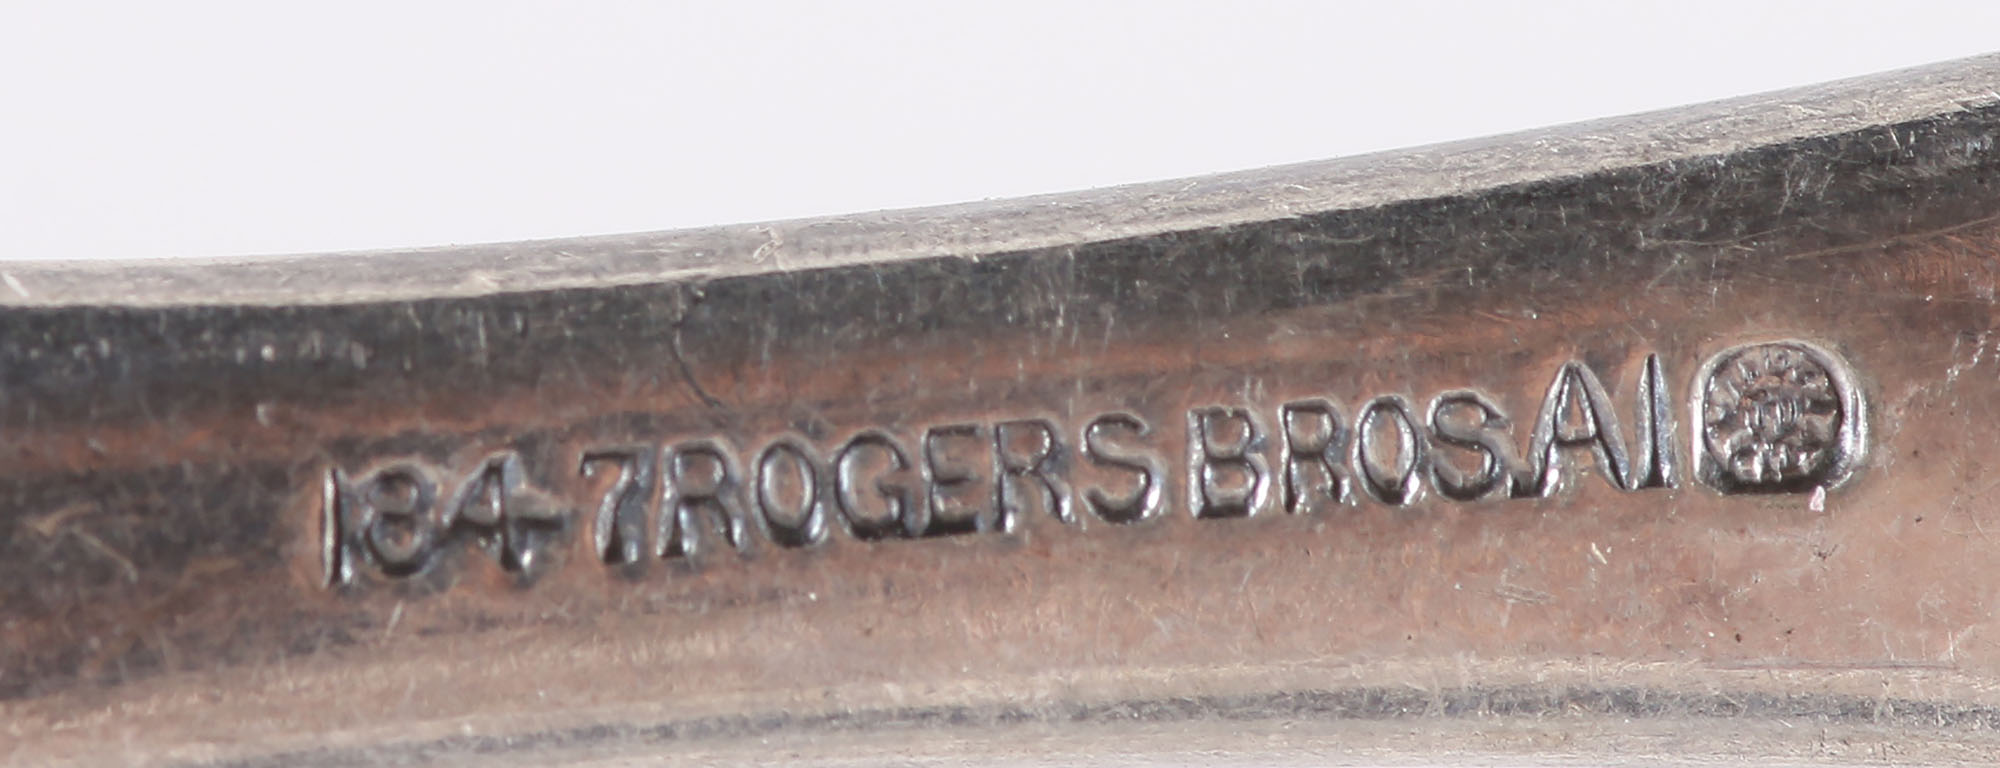 1847 ROGERS BROS. A1